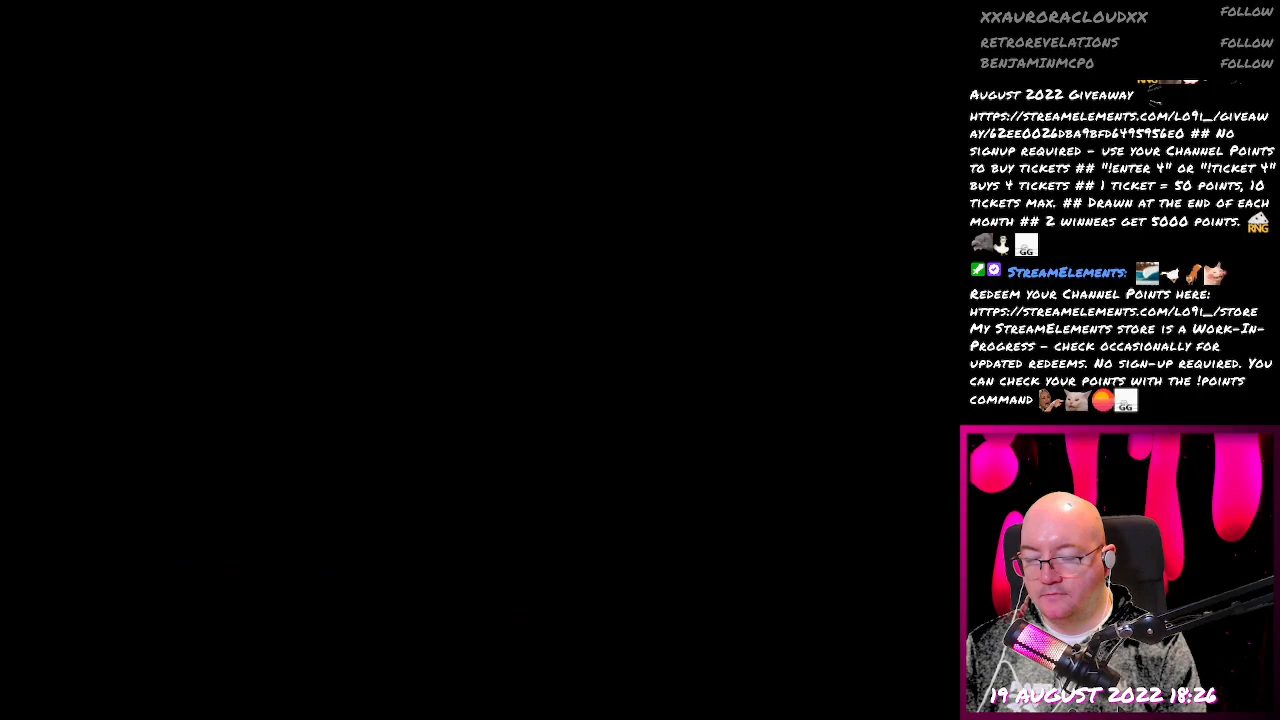 XXAURORACLOUDXX FOLLOW
RETROREVELATIONS FOLLOW
BENJAMINMCPO FOLLOW
AUGUST 2022 GIVEAWAY
HTTPS://STREAMELEMENTS.COM/LO9I_/GIVEAW
AY/62EE0026DBA9BFD6495956E0 ## NO
SIGNUP REQUIRED - USE YOUR CHANNEL POINTS
TO BUY TICKETS ## "!ENTER 4" OR "!TICKET 4"
BUYS 4 TICKETS ## 1 TICKET = 50 POINTS, 10
TICKETS MAX. ## DRAWN AT THE END OF EACH
MONTH ## 2 WINNERS GET 5000 POINTS. RNG
GG
STREAMELEMENTS:
REDEEM YOUR CHANNEL POINTS HERE:
HTTPS://STREAMELEMENTS.COM/LO9I_/STORE
MY STREAMELEMENTS STORE IS A WORK-IN-
PROGRESS - CHECK OCCASIONALLY FOR
UPDATED REDEEMS. NO SIGN-UP REQUIRED. YOU
CAN CHECK YOUR POINTS WITH THE !POINTS
COMMAND GG
19 AUGUST 2022 18:26